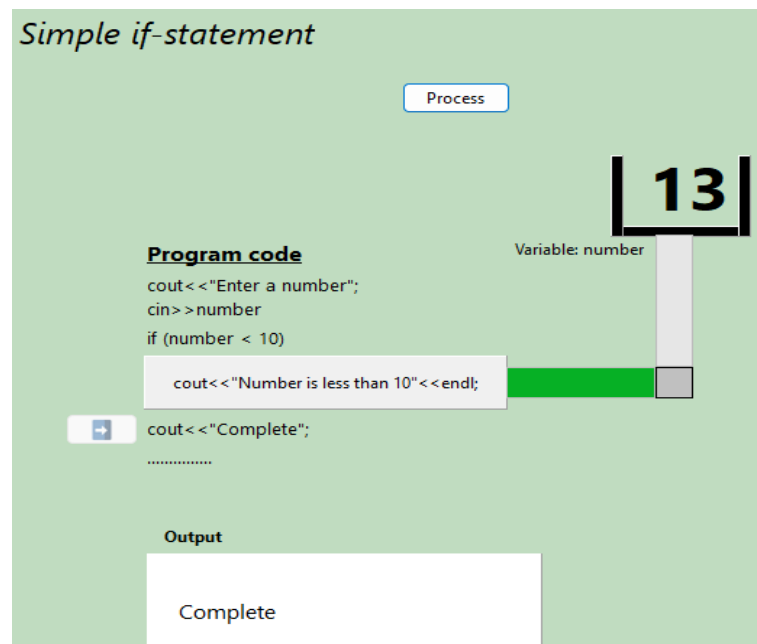 Simple if-statement
Process
13
Variable: number
Program code
cout<<"Enter a number";
cin>>number
if (number < 10)
cout<<"Number is less than 10"<<endl;
cout<<"Complete";
...............
Output
Complete